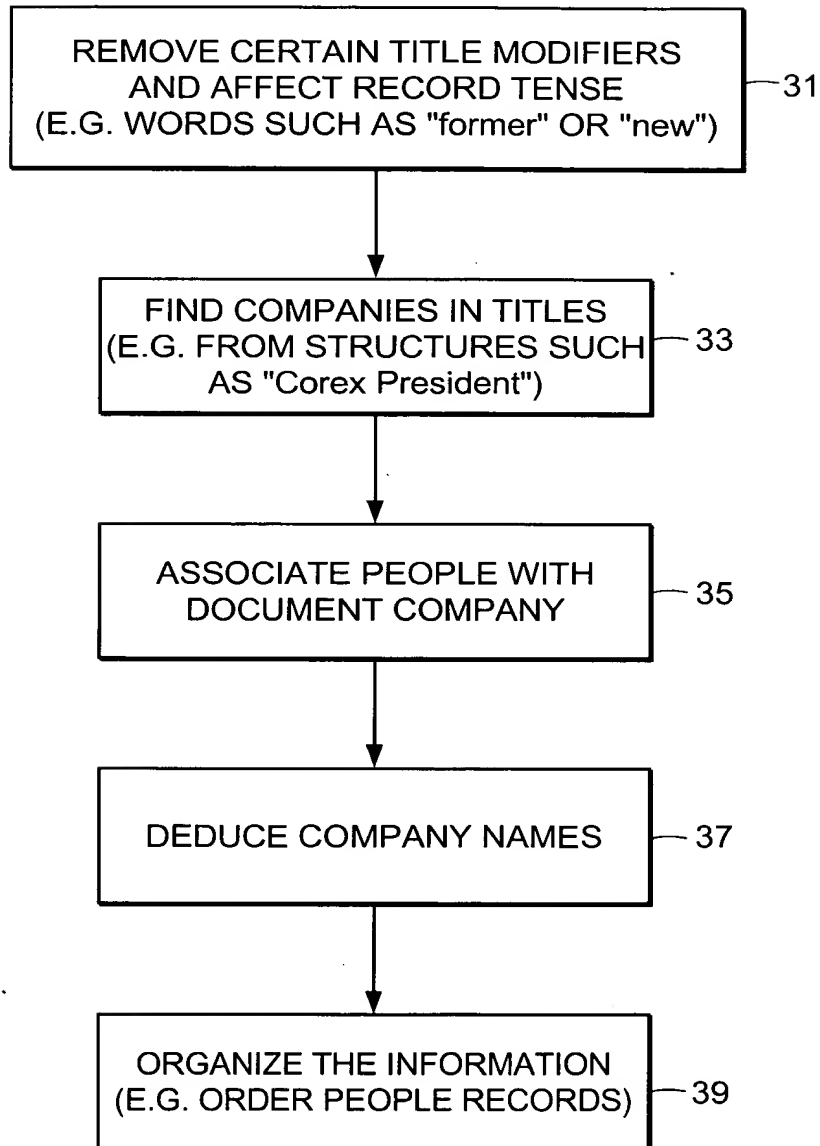 REMOVE CERTAIN TITLE MODIFIERS
AND AFFECT RECORD TENSE
(E.G. WORDS SUCH AS "former" OR "new")
31
FIND COMPANIES IN TITLES
(E.G. FROM STRUCTURES SUCH
AS "Corex President")
33
ASSOCIATE PEOPLE WITH
DOCUMENT COMPANY
35
DEDUCE COMPANY NAMES
37
ORGANIZE THE INFORMATION
(E.G. ORDER PEOPLE RECORDS)
39